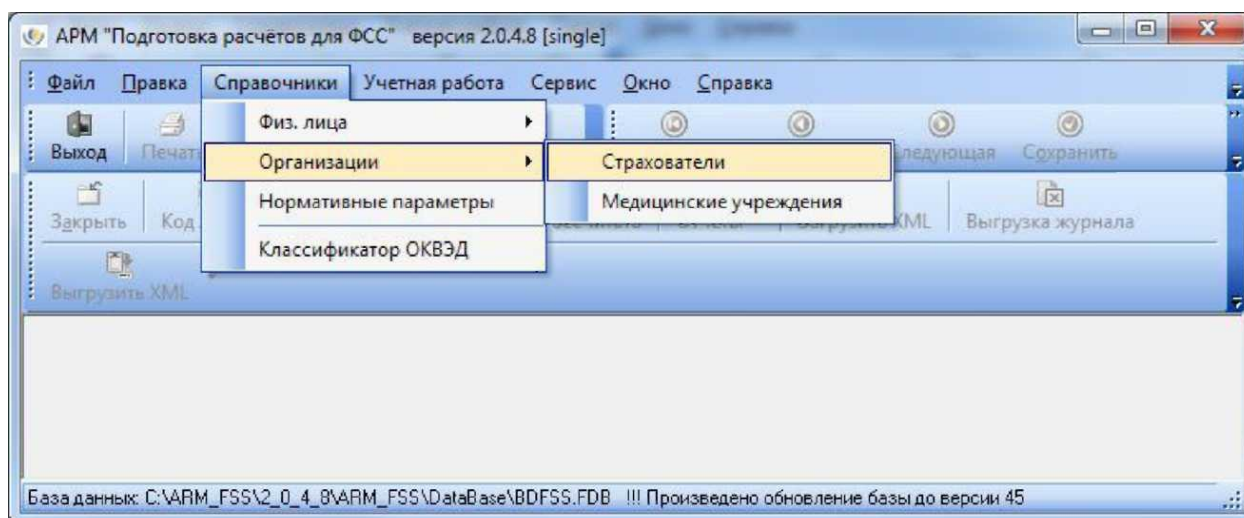 АРМ "Подготовка расчётов для ФСС" версия 2.0.4.8 [single]
Файл Правка Справочники Учетная работа Сервис Окно Справка
Физ. лица
Выход
Организации Страхователи Сохранить
Нормативные параметры Медицинские учреждения
Закрыть Код XML Выгрузка журнала
Классификатор ОКВЭД
Выгрузить XML
База данных: C:\ARM_FSS\2_0_4_8\ARM_FSS\DataBase\BDFSS.FDB !!! Произведено обновление базы до версии 45